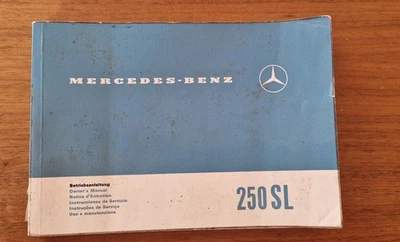 MERCEDES-BENZ
Betriebsanleitung
Owner's Manual
Notice d'Entretien
Instrucciones de Servicio
Instruções de Serviço
Uso e manutenzione
250 SL